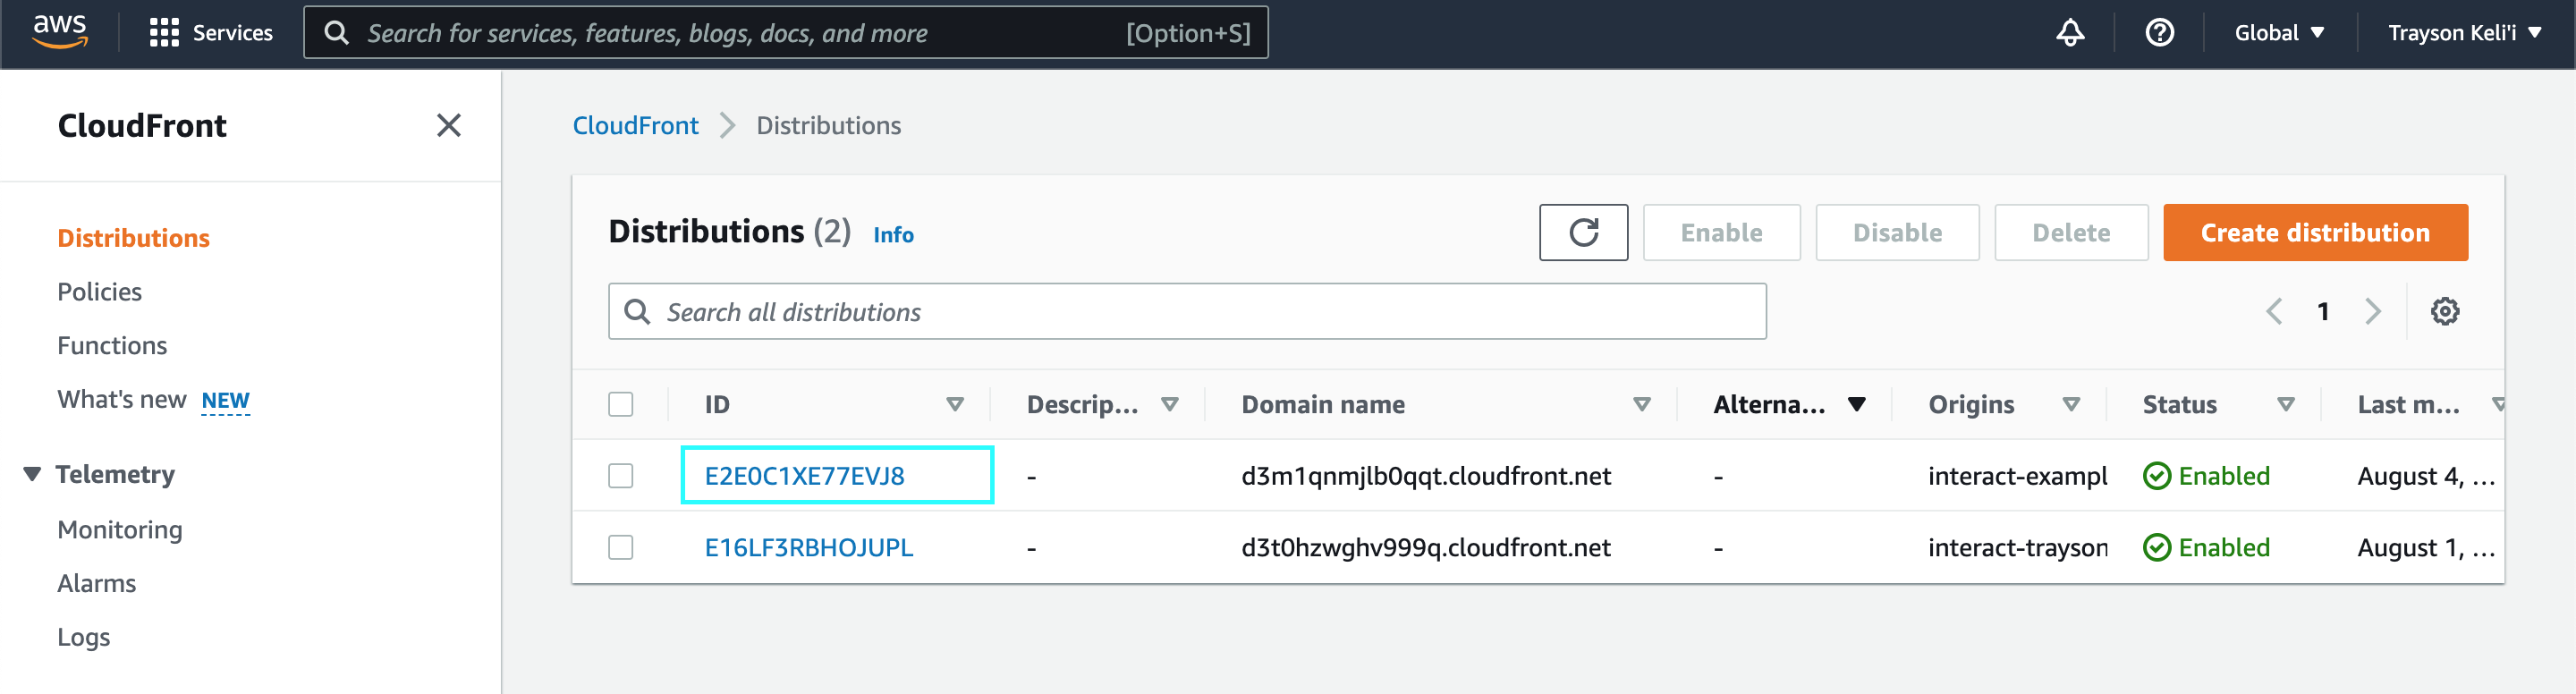 aws Services Search for services, features, blogs, docs, and more [Option+S] Global Trayson Keli'i
CloudFront
CloudFront Distributions
Distributions
Policies
Functions
What's new NEW
Telemetry
Monitoring
Alarms
Logs
Distributions (2) Info Enable Disable Delete Create distribution
Search all distributions 1
ID Descrip... Domain name Alterna... Origins Status Last m...
E2E0C1XE77EVJ8 - d3m1qnmjlb0qqt.cloudfront.net - interact-exampl Enabled August 4, ...
E16LF3RBHOJUPL - d3t0hzwghv999q.cloudfront.net - interact-trayson Enabled August 1, ...